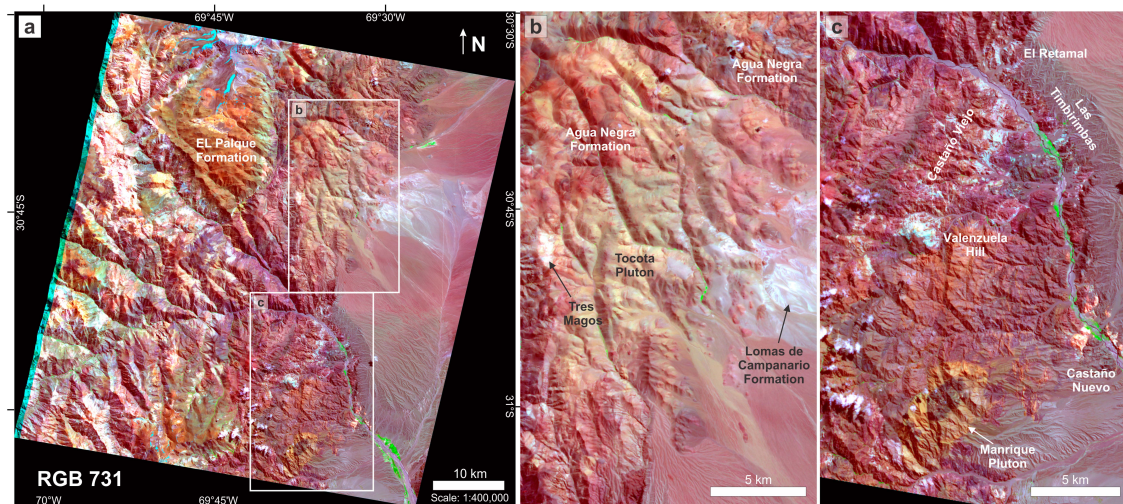 a
69°45'W
69°30'W
30°30'S
N
b
EL Palque
Formation
30°45'S
30°45'S
c
31°S
RGB 731
10 km
Scale: 1:400,000
70°W
69°45'W
b
Agua Negra
Formation
Agua Negra
Formation
Tocota
Pluton
Tres
Magos
Lomas de
Campanario
Formation
5 km
c
El Retamal
Las
Timbirimbas
Castaño Viejo
Valenzuela
Hill
Castaño
Nuevo
Manrique
Pluton
5 km